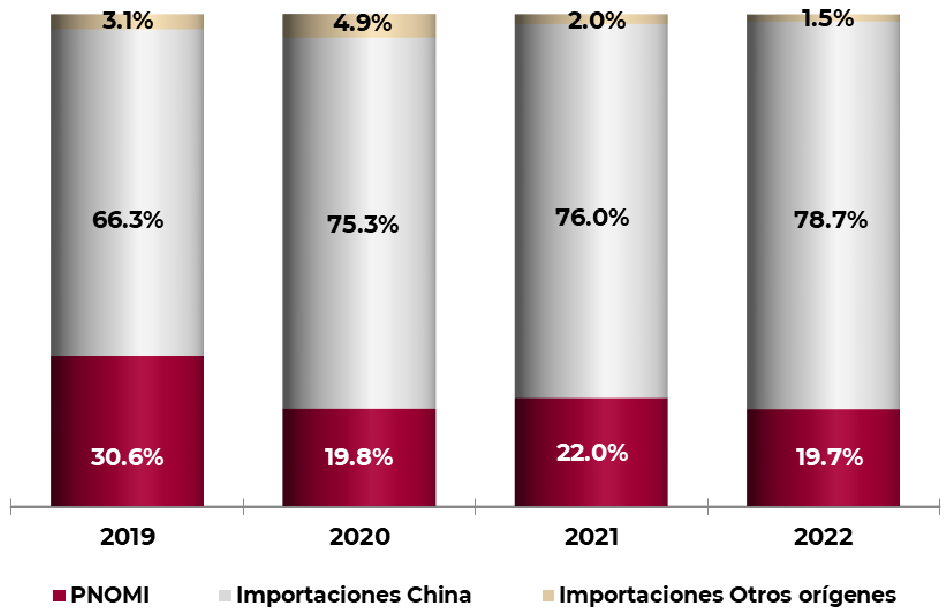 3.1% 4.9% 2.0% 1.5%
66.3% 75.3% 76.0% 78.7%
30.6% 19.8% 22.0% 19.7%
2019 2020 2021 2022
PNOMI Importaciones China Importaciones Otros orígenes